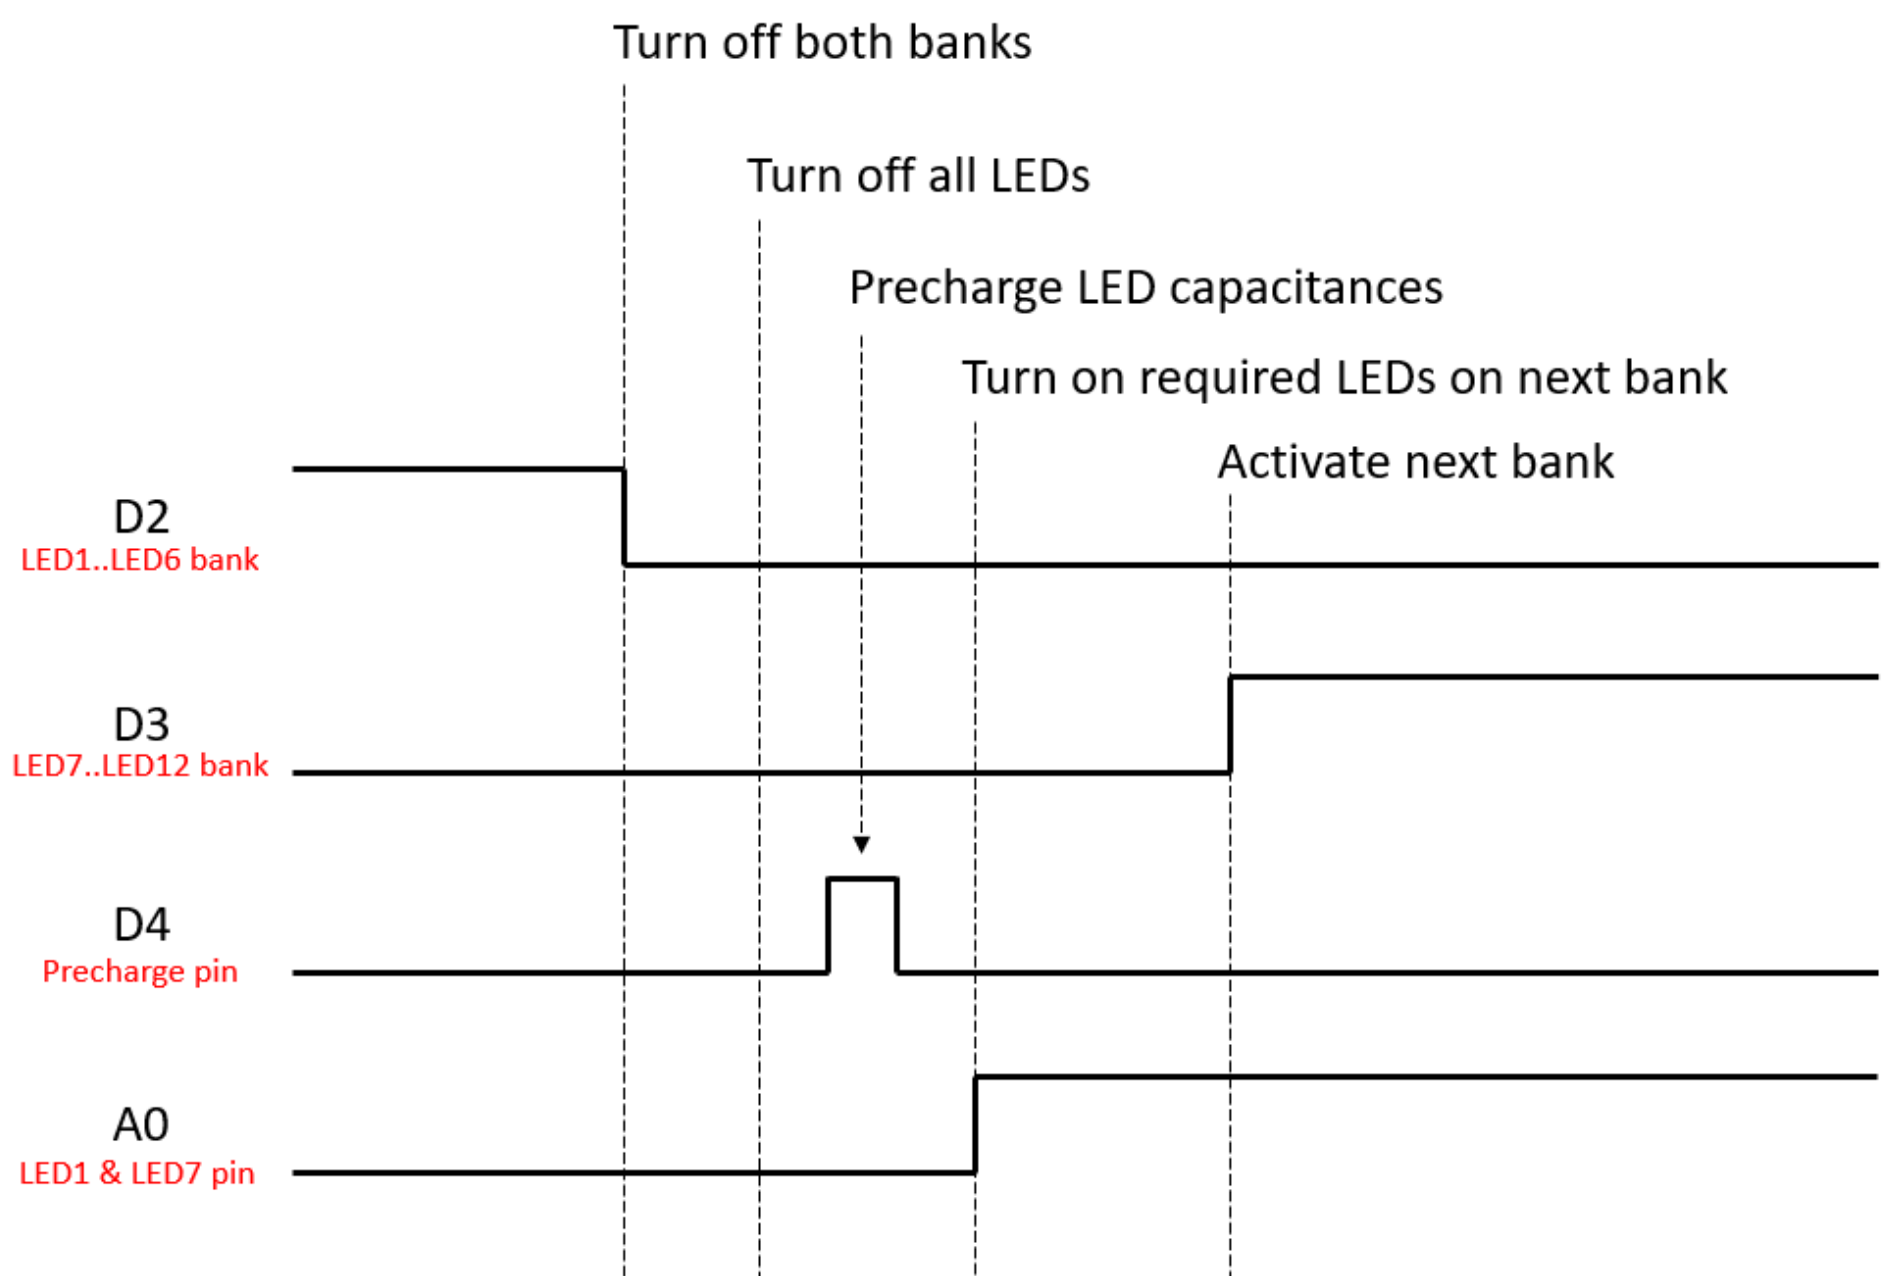 Turn off both banks
Turn off all LEDs
Precharge LED capacitances
Turn on required LEDs on next bank
Activate next bank
D2
LED1..LED6 bank
D3
LED7..LED12 bank
D4
Precharge pin
A0
LED1 & LED7 pin